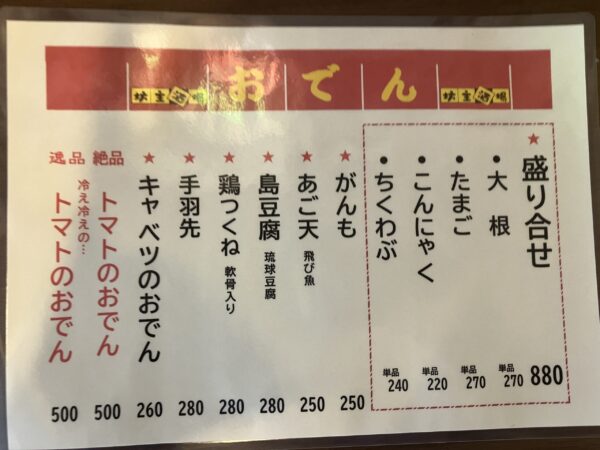 おでん
★盛り合せ 880
・大根 単品 270
・たまご 単品 270
・こんにゃく 単品 220
・ちくわぶ 単品 240
★がんも 250
★あご天 飛び魚 250
★島豆腐 琉球豆腐 280
★鶏つくね 軟骨入り 280
★手羽先 280
★キャベツのおでん 260
絶品 トマトのおでん 500
逸品 冷え冷えの… トマトのおでん 500